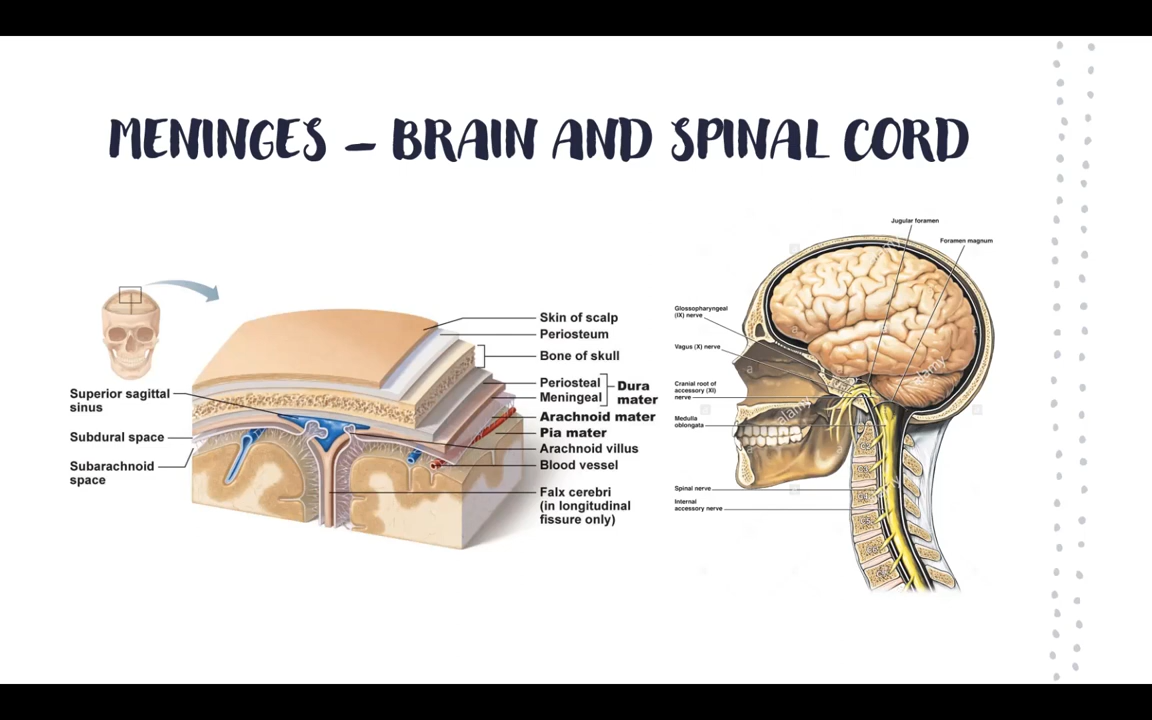 MENINGES – BRAIN AND SPINAL CORD
Skin of scalp
Periosteum
Bone of skull
Periosteal
Meningeal
Dura
mater
Arachnoid mater
Pia mater
Arachnoid villus
Blood vessel
Falx cerebri
(in longitudinal
fissure only)
Superior sagittal
sinus
Subdural space
Subarachnoid
space
Jugular foramen
Foramen magnum
Glossopharyngeal
(IX) nerve
Vagus (X) nerve
Cranial root of
accessory (XI)
nerve
Medulla
oblongata
Spinal nerve
Internal
accessory nerve
alamy
alamy